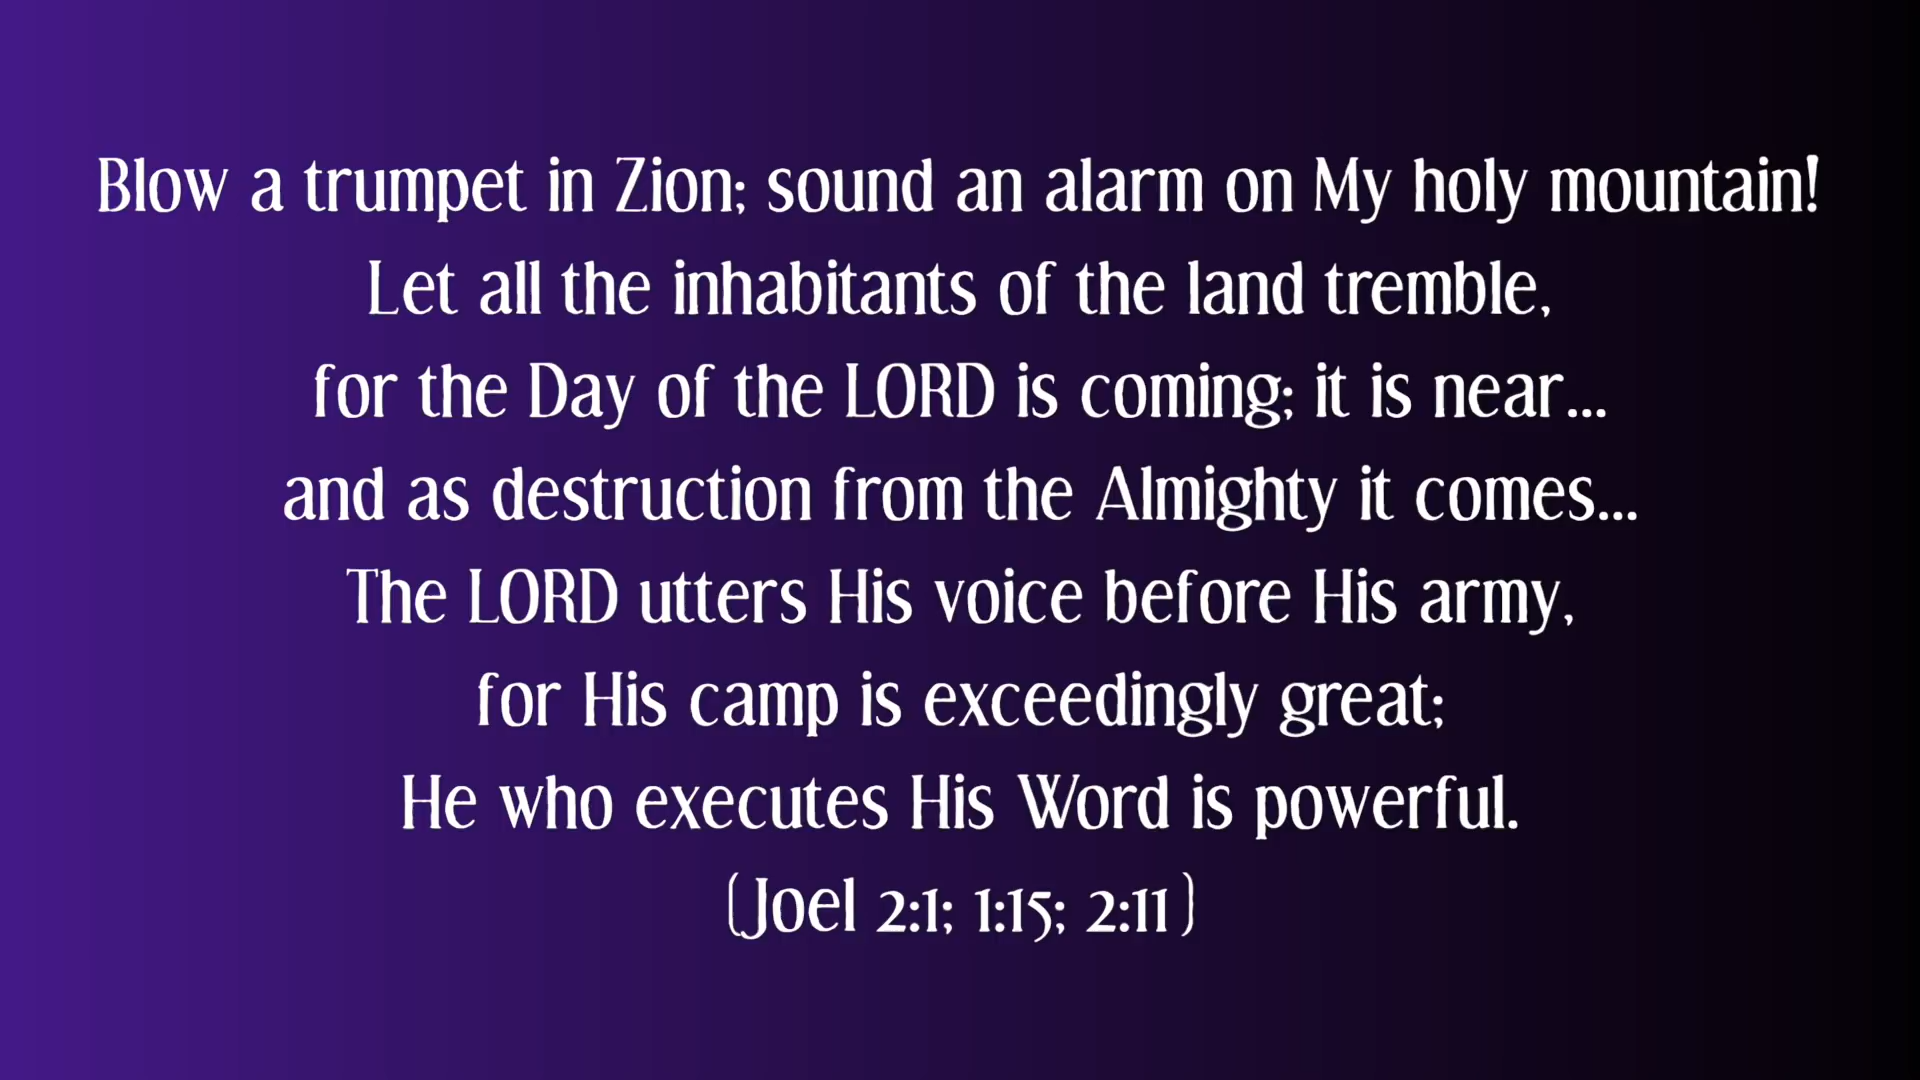 Blow a trumpet in Zion; sound an alarm on My holy mountain!
Let all the inhabitants of the land tremble,
for the Day of the LORD is coming; it is near...
and as destruction from the Almighty it comes...
The LORD utters His voice before His army,
for His camp is exceedingly great;
He who executes His Word is powerful.
(Joel 2:1; 1:15; 2:11)